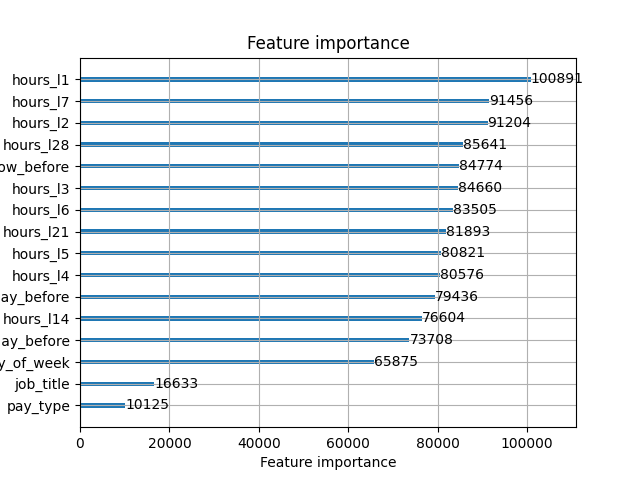 Feature importance
hours_l1 100891
hours_l7 91456
hours_l2 91204
hours_l28 85641
ow_before 84774
hours_l3 84660
hours_l6 83505
hours_l21 81893
hours_l5 80821
hours_l4 80576
ay_before 79436
hours_l14 76604
ay_before 73708
y_of_week 65875
job_title 16633
pay_type 10125
0 20000 40000 60000 80000 100000
Feature importance